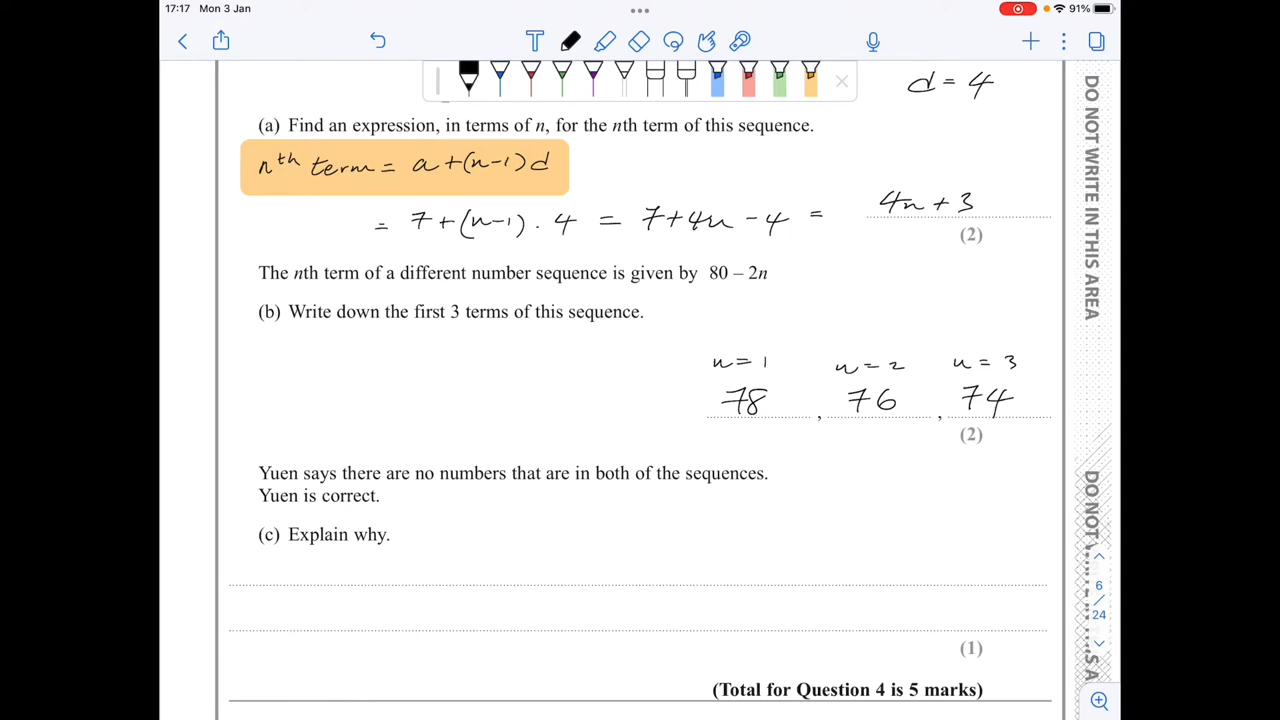 17:17 Mon 3 Jan
91%
d = 4
(a) Find an expression, in terms of n, for the nth term of this sequence.
nth term = a + (n-1) d
= 7 + (n-1) . 4 = 7 + 4n - 4 = 4n + 3
(2)
The nth term of a different number sequence is given by 80 – 2n
(b) Write down the first 3 terms of this sequence.
n = 1 n = 2 n = 3
78 , 76 , 74
(2)
Yuen says there are no numbers that are in both of the sequences.
Yuen is correct.
(c) Explain why.
(1)
(Total for Question 4 is 5 marks)
DO NOT WRITE IN THIS AREA
DO NOT
S A
6
/
24